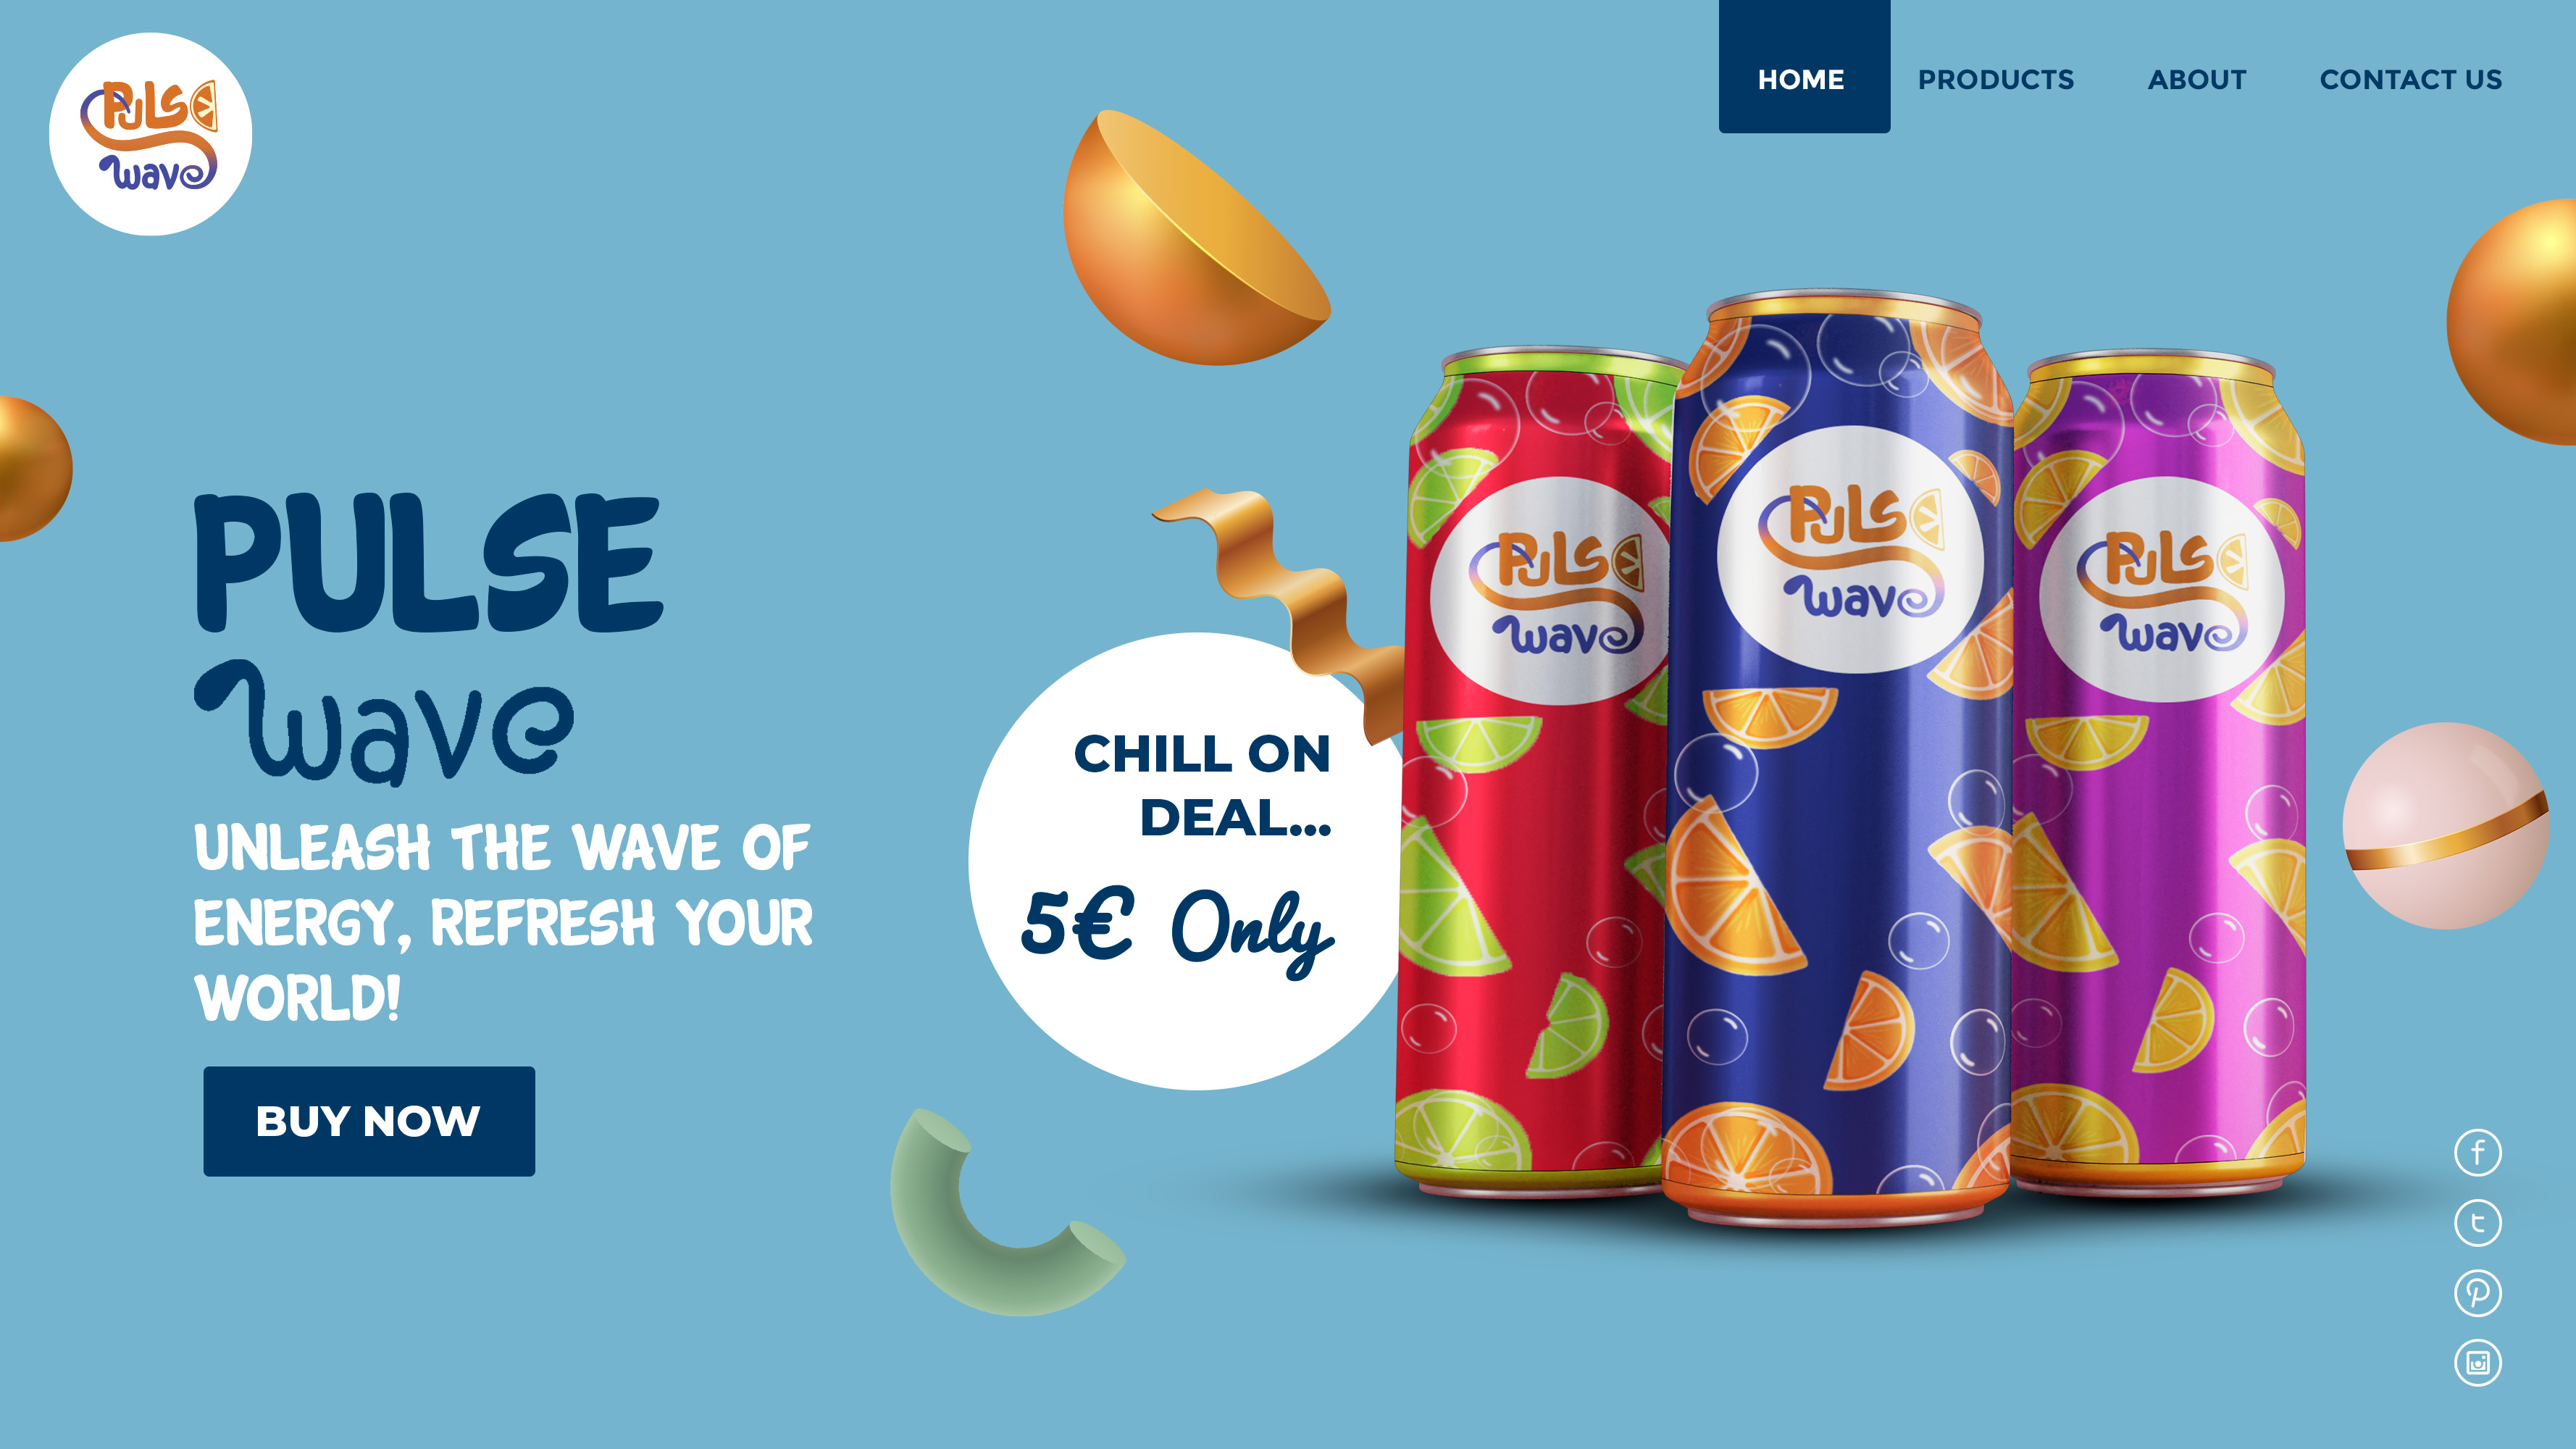 PULSE
wave
HOME
PRODUCTS
ABOUT
CONTACT US
PULSE
wave
UNLEASH THE WAVE OF
ENERGY, REFRESH YOUR
WORLD!
BUY NOW
CHILL ON
DEAL...
5€ Only
PULSE
wave
PULSE
wave
PULSE
wave